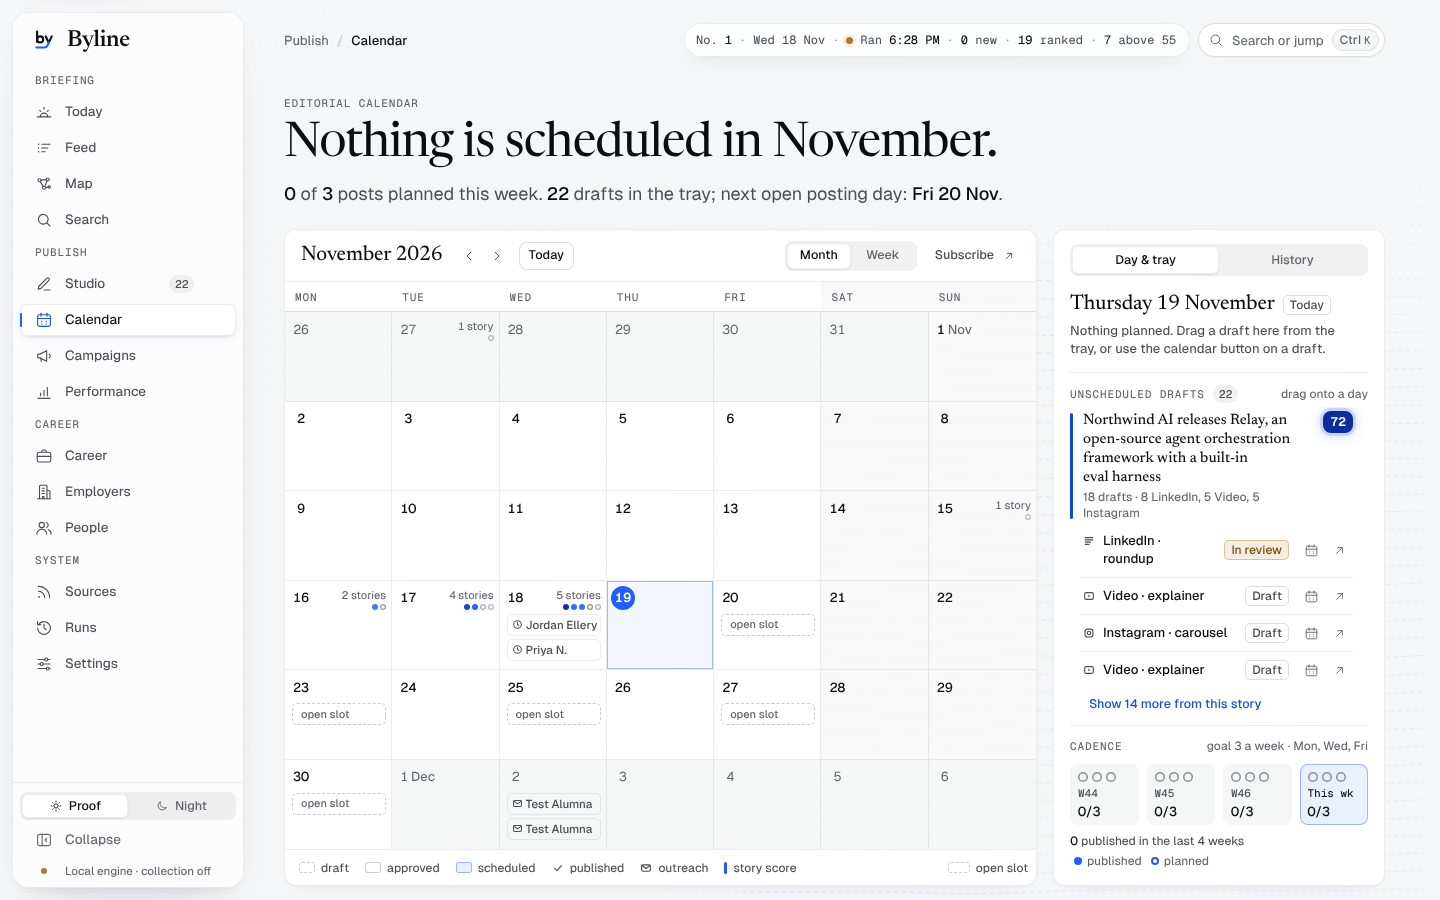 by Byline
BRIEFING
Today
Feed
Map
Search
PUBLISH
Studio 22
Calendar
Campaigns
Performance
CAREER
Career
Employers
People
SYSTEM
Sources
Runs
Settings
Proof Night
Collapse
Local engine · collection off
Publish / Calendar
No. 1 · Wed 18 Nov · Ran 6:28 PM · 0 new · 19 ranked · 7 above 55
Search or jump Ctrl K
EDITORIAL CALENDAR
Nothing is scheduled in November.
0 of 3 posts planned this week. 22 drafts in the tray; next open posting day: Fri 20 Nov.
November 2026 Today Month Week Subscribe
MON TUE WED THU FRI SAT SUN
26 27 1 story 28 29 30 31 1 Nov
2 3 4 5 6 7 8
9 10 11 12 13 14 15 1 story
16 2 stories 17 4 stories 18 5 stories 19 20 21 22
Jordan Ellery open slot
Priya N.
23 24 25 26 27 28 29
open slot open slot open slot
30 1 Dec 2 3 4 5 6
open slot Test Alumna
Test Alumna
draft approved scheduled published outreach story score open slot
Day & tray History
Thursday 19 November Today
Nothing planned. Drag a draft here from the
tray, or use the calendar button on a draft.
UNSCHEDULED DRAFTS 22 drag onto a day
Northwind AI releases Relay, an 72
open-source agent orchestration
framework with a built-in
eval harness
18 drafts · 8 LinkedIn, 5 Video, 5
Instagram
LinkedIn · In review
roundup
Video · explainer Draft
Instagram · carousel Draft
Video · explainer Draft
Show 14 more from this story
CADENCE goal 3 a week · Mon, Wed, Fri
W44 W45 W46 This wk
0/3 0/3 0/3 0/3
0 published in the last 4 weeks
published planned